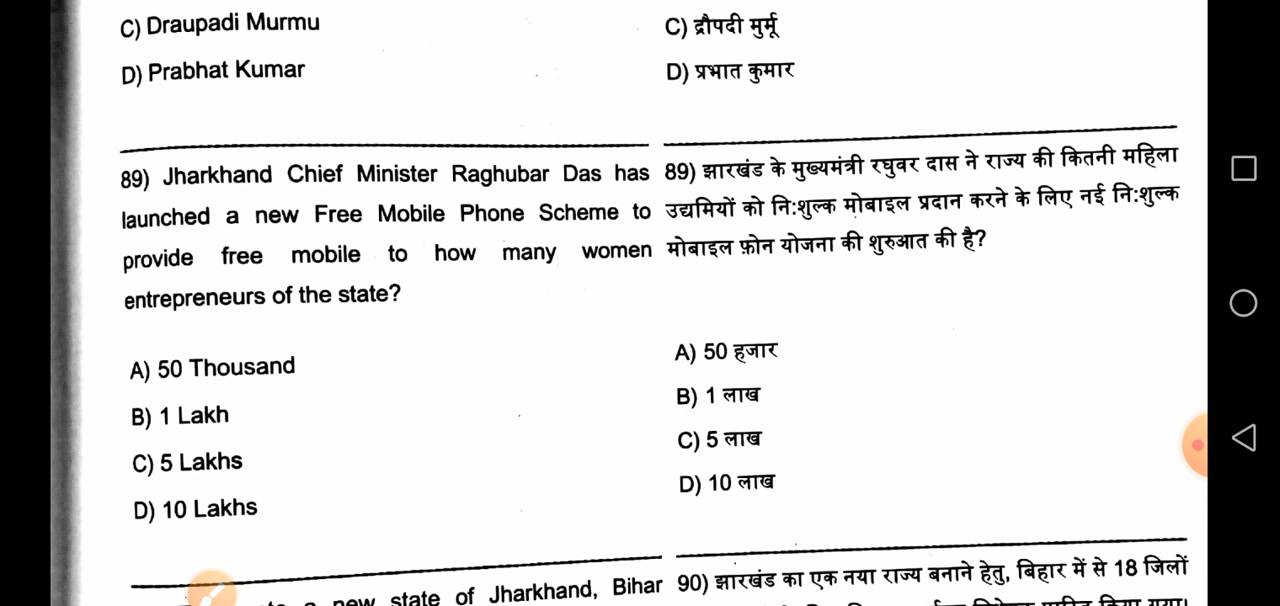 C) Draupadi Murmu
D) Prabhat Kumar
C) द्रौपदी मुर्मू
D) प्रभात कुमार
89) Jharkhand Chief Minister Raghubar Das has
launched a new Free Mobile Phone Scheme to
provide free mobile to how many women
entrepreneurs of the state?
A) 50 Thousand
B) 1 Lakh
C) 5 Lakhs
D) 10 Lakhs
89) झारखंड के मुख्यमंत्री रघुवर दास ने राज्य की कितनी महिला
उद्यमियों को नि:शुल्क मोबाइल प्रदान करने के लिए नई नि:शुल्क
मोबाइल फ़ोन योजना की शुरुआत की है?
A) 50 हजार
B) 1 लाख
C) 5 लाख
D) 10 लाख
new state of Jharkhand, Bihar
90) झारखंड का एक नया राज्य बनाने हेतु, बिहार में से 18 जिलों